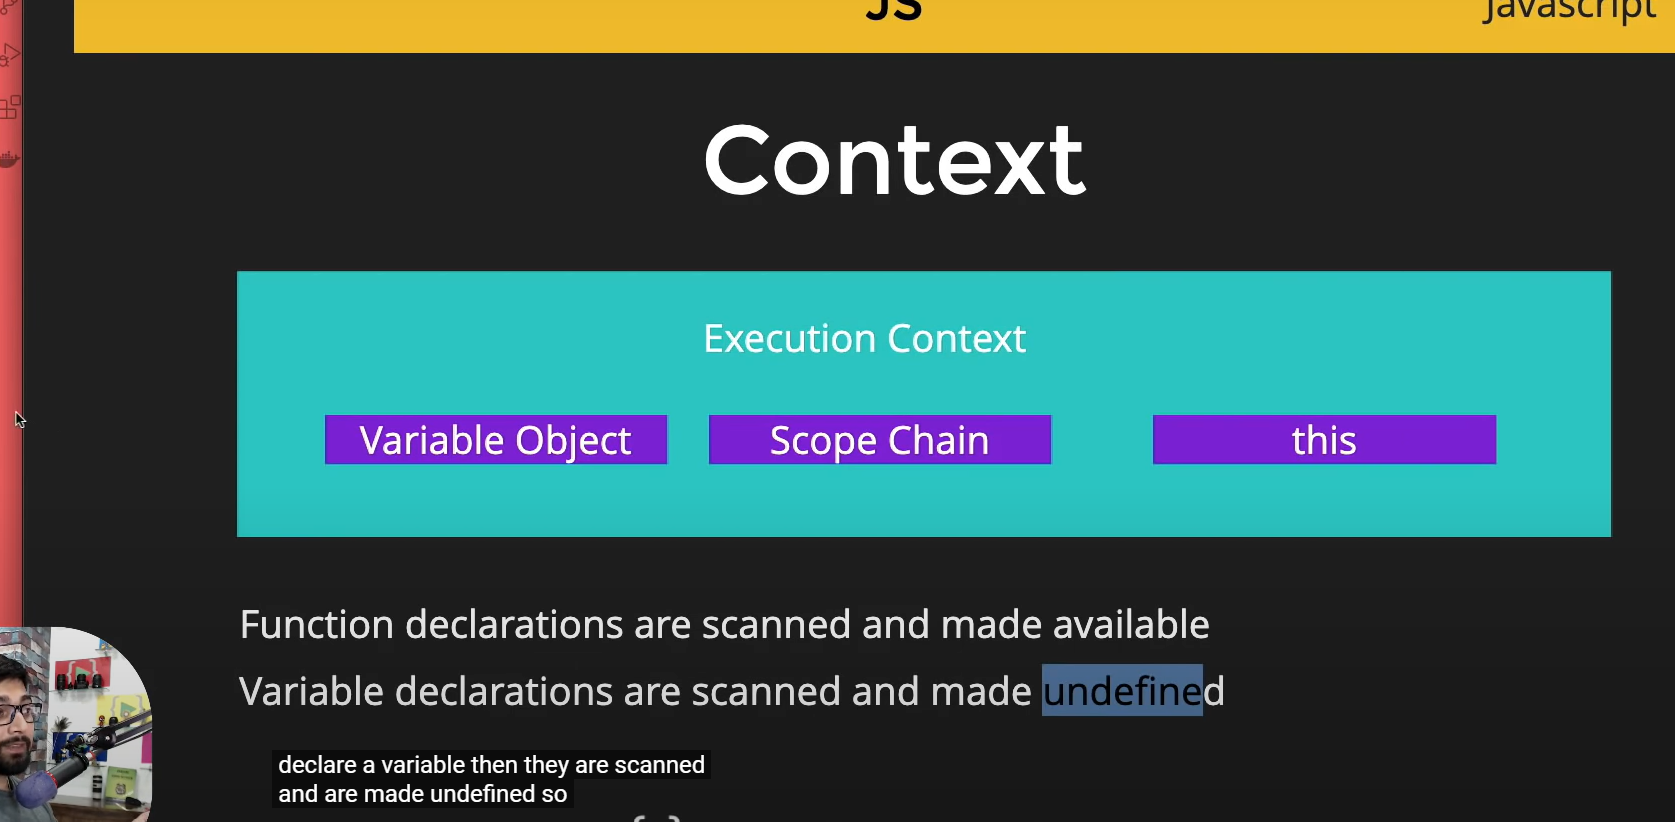 JS
Javascript
Context
Execution Context
Variable Object
Scope Chain
this
Function declarations are scanned and made available
Variable declarations are scanned and made undefined
declare a variable then they are scanned
and are made undefined so